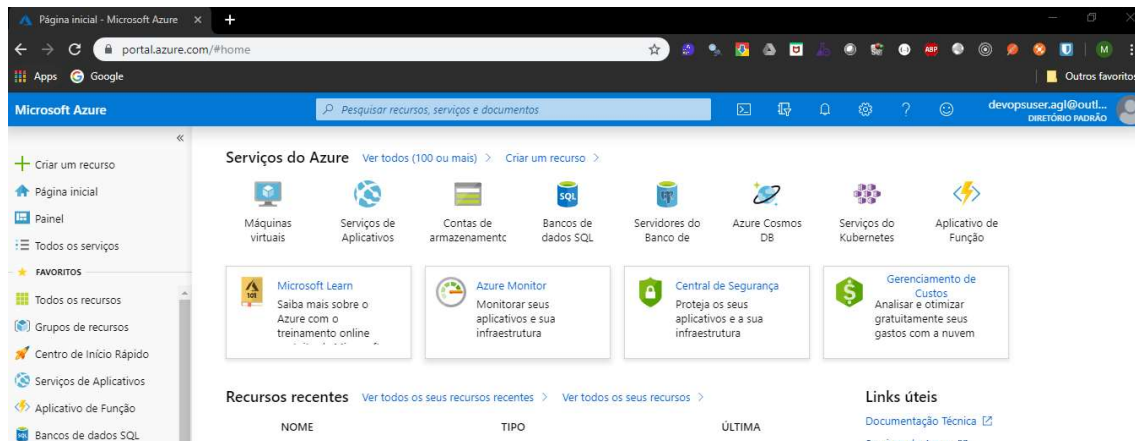 Página inicial - Microsoft Azure
portal.azure.com/#home
ABP
M
Apps
Google
Outros favoritos
Microsoft Azure
Pesquisar recursos, serviços e documentos
devopsuser.agl@outl...
DIRETÓRIO PADRÃO
Criar um recurso
Página inicial
Painel
Todos os serviços
FAVORITOS
Todos os recursos
Grupos de recursos
Centro de Início Rápido
Serviços de Aplicativos
Aplicativo de Função
Bancos de dados SQL
Serviços do Azure Ver todos (100 ou mais) > Criar um recurso >
Máquinas
virtuais
Serviços de
Aplicativos
Contas de
armazenamento
SQL
Bancos de
dados SQL
Servidores do
Banco de
Azure Cosmos
DB
Serviços do
Kubernetes
Aplicativo de
Função
101
Microsoft Learn
Saiba mais sobre o
Azure com o
treinamento online
Azure Monitor
Monitorar seus
aplicativos e sua
infraestrutura
Central de Segurança
Proteja os seus
aplicativos e a sua
infraestrutura
Gerenciamento de
Custos
Analisar e otimizar
gratuitamente seus
gastos com a nuvem
Recursos recentes Ver todos os seus recursos recentes > Ver todos os seus recursos >
NOME TIPO ÚLTIMA
Links úteis
Documentação Técnica